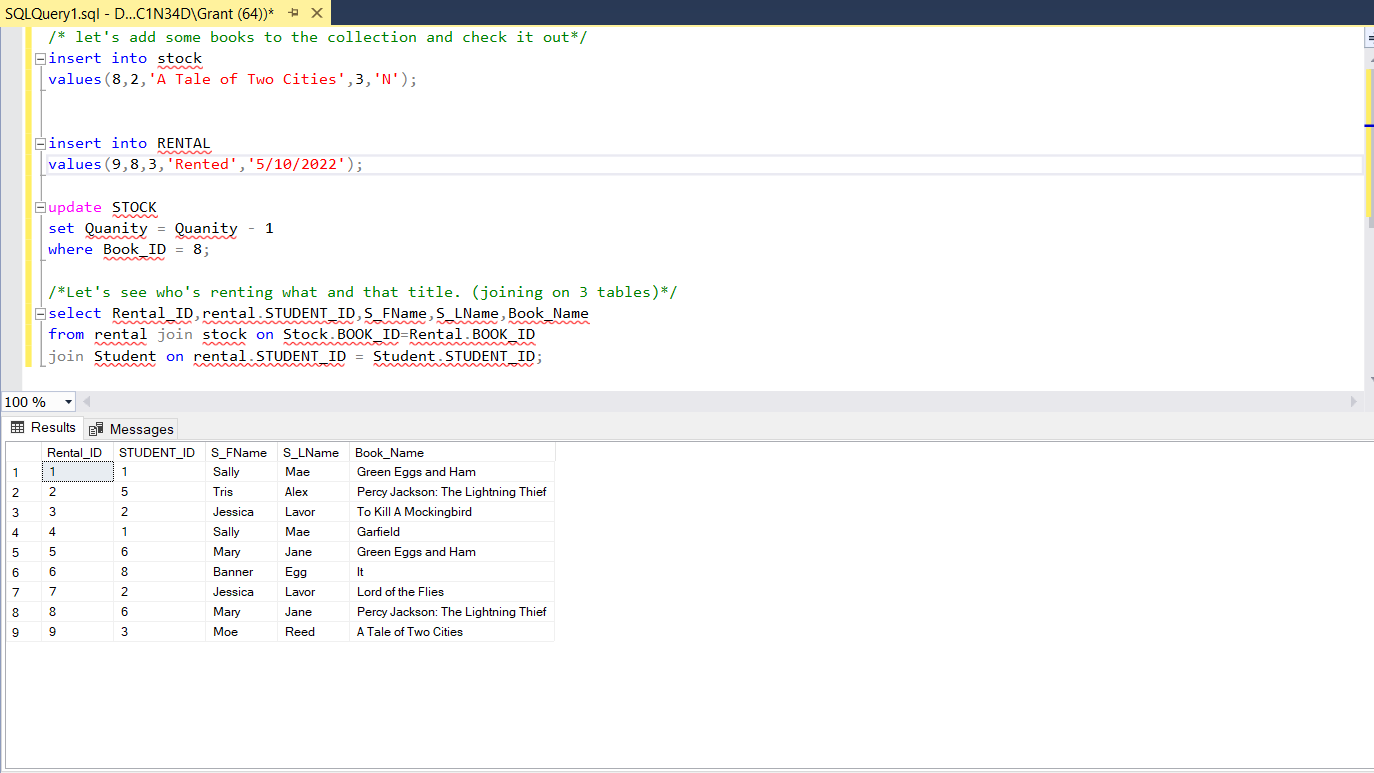 SQLQuery1.sql - D...C1N34D\Grant (64))*
/* let's add some books to the collection and check it out*/
insert into stock
values(8,2,'A Tale of Two Cities',3,'N');
insert into RENTAL
values(9,8,3,'Rented','5/10/2022');
update STOCK
set Quanity = Quanity - 1
where Book_ID = 8;
/*Let's see who's renting what and that title. (joining on 3 tables)*/
select Rental_ID,rental.STUDENT_ID,S_FName,S_LName,Book_Name
from rental join stock on Stock.BOOK_ID=Rental.BOOK_ID
join Student on rental.STUDENT_ID = Student.STUDENT_ID;
100 %
Results Messages
Rental_ID STUDENT_ID S_FName S_LName Book_Name
1 1 1 Sally Mae Green Eggs and Ham
2 2 5 Tris Alex Percy Jackson: The Lightning Thief
3 3 2 Jessica Lavor To Kill A Mockingbird
4 4 1 Sally Mae Garfield
5 5 6 Mary Jane Green Eggs and Ham
6 6 8 Banner Egg It
7 7 2 Jessica Lavor Lord of the Flies
8 8 6 Mary Jane Percy Jackson: The Lightning Thief
9 9 3 Moe Reed A Tale of Two Cities